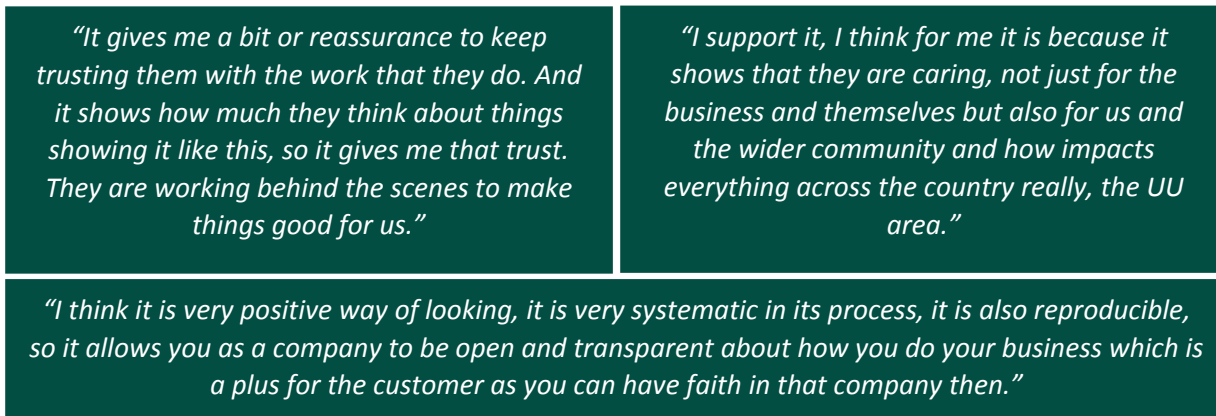 “It gives me a bit or reassurance to keep
trusting them with the work that they do. And
it shows how much they think about things
showing it like this, so it gives me that trust.
They are working behind the scenes to make
things good for us.”
“I support it, I think for me it is because it
shows that they are caring, not just for the
business and themselves but also for us and
the wider community and how impacts
everything across the country really, the UU
area.”
“I think it is very positive way of looking, it is very systematic in its process, it is also reproducible,
so it allows you as a company to be open and transparent about how you do your business which is
a plus for the customer as you can have faith in that company then.”